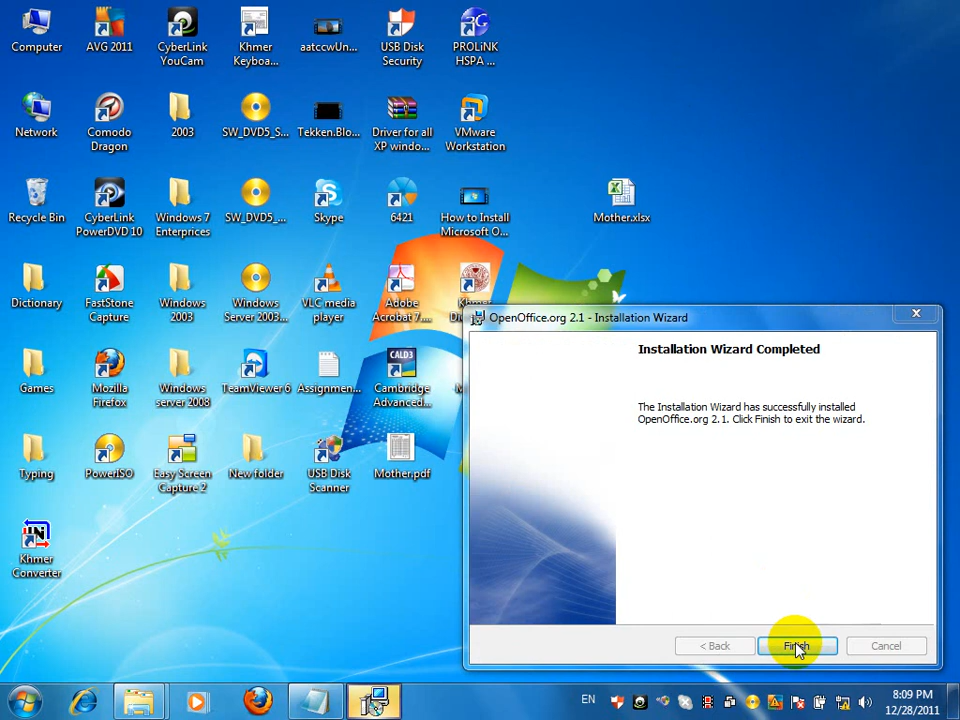 Computer
AVG 2011
CyberLink
YouCam
Khmer
Keyboa...
aatccwUn...
USB Disk
Security
PROLiNK
HSPA ...
Network
Comodo
Dragon
2003
SW_DVD5_S...
Tekken.Blo...
Driver for all
XP windo...
VMware
Workstation
Recycle Bin
CyberLink
PowerDVD 10
Windows 7
Enterprices
SW_DVD5_...
Skype
6421
How to Install
Microsoft O...
Mother.xlsx
Dictionary
FastStone
Capture
Windows
2003
Windows
Server 2003...
VLC media
player
Adobe
Acrobat 7....
Khmer
OpenOffice.org 2.1 - Installation Wizard
Installation Wizard Completed
Games
Mozilla
Firefox
Windows
server 2008
TeamViewer 6
Assignmen...
CALD3
Cambridge
Advanced...
The Installation Wizard has successfully installed
OpenOffice.org 2.1. Click Finish to exit the wizard.
Typing
PowerISO
Easy Screen
Capture 2
New folder
USB Disk
Scanner
Mother.pdf
Khmer
Converter
< Back
Finish
Cancel
EN
8:09 PM
12/28/2011